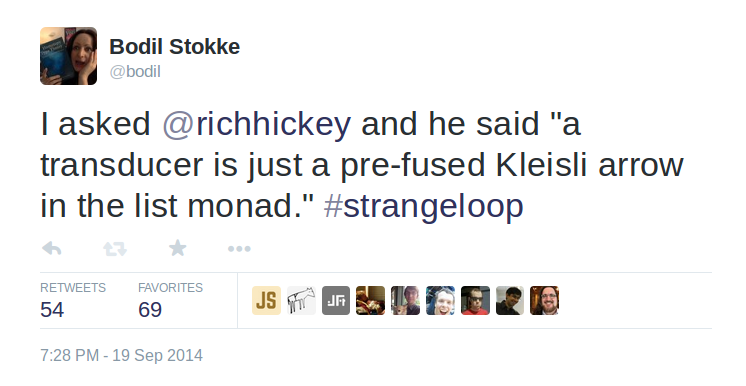 Bodil Stokke
@bodil
I asked @richhickey and he said "a
transducer is just a pre-fused Kleisli arrow
in the list monad." #strangeloop
RETWEETS FAVORITES
54 69
JS
7:28 PM - 19 Sep 2014